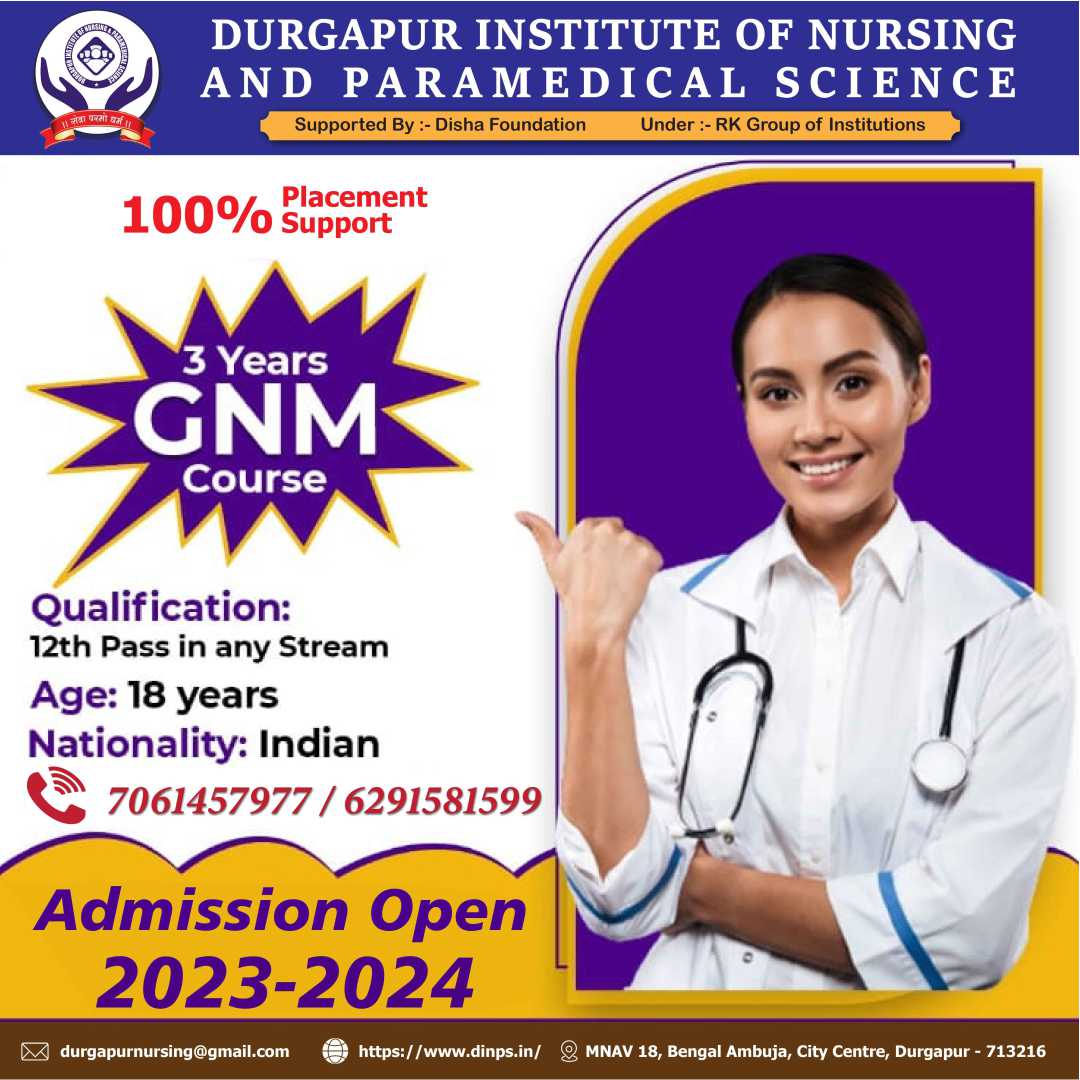 DURGAPUR INSTITUTE OF NURSING
AND PARAMEDICAL SCIENCE
Supported By :- Disha Foundation Under :- RK Group of Institutions
|| सेवा परमो धर्म ||
100% Placement
Support
3 Years
GNM
Course
Qualification:
12th Pass in any Stream
Age: 18 years
Nationality: Indian
7061457977 / 6291581599
Admission Open
2023-2024
durgapurnursing@gmail.com https://www.dinps.in/ MNAV 18, Bengal Ambuja, City Centre, Durgapur - 713216